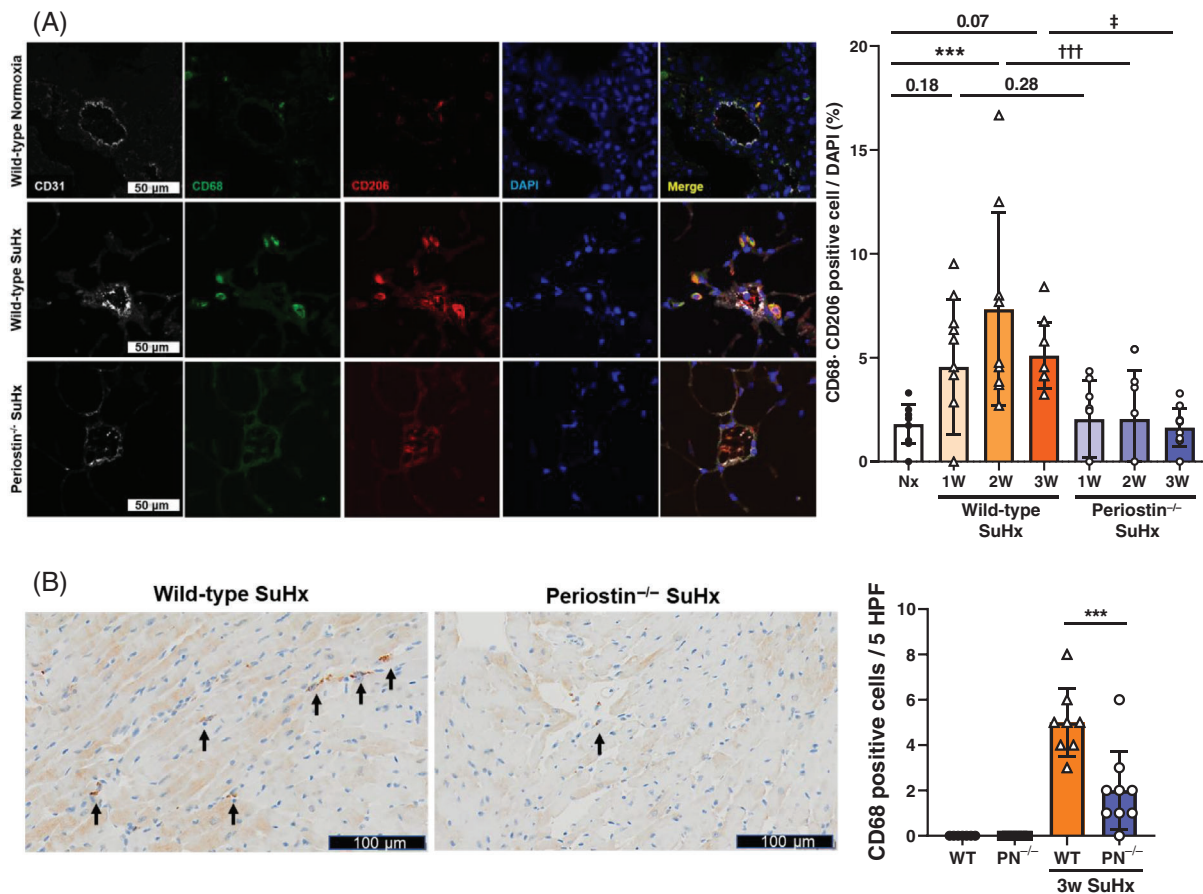 (A)
Wild-type Normoxia
CD31
50 µm
CD68
CD206
DAPI
Merge
Wild-type SuHx
50 µm
Periostin⁻/⁻ SuHx
50 µm
CD68· CD206 positive cell / DAPI (%)
0.07
‡
***
†††
0.18
0.28
20
15
10
5
0
Nx
1W
2W
3W
1W
2W
3W
Wild-type
SuHx
Periostin⁻/⁻
SuHx
(B)
Wild-type SuHx
100 µm
Periostin⁻/⁻ SuHx
100 µm
CD68 positive cells / 5 HPF
***
10
8
6
4
2
0
WT
PN⁻/⁻
WT
PN⁻/⁻
3w SuHx